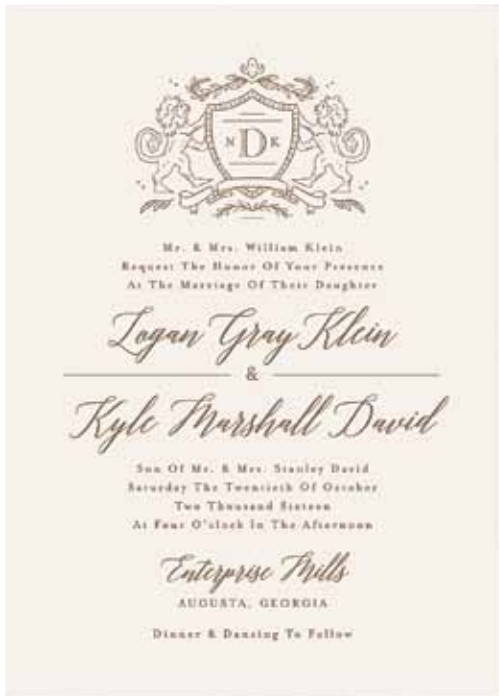 N D K
Mr. & Mrs. William Klein
Request The Honor Of Your Presence
At The Marriage Of Their Daughter
Logan Gray Klein
&
Kyle Marshall David
Son Of Mr. & Mrs. Stanley David
Saturday The Twentieth Of October
Two Thousand Sixteen
At Four O'clock In The Afternoon
Enterprise Mills
AUGUSTA, GEORGIA
Dinner & Dancing To Follow